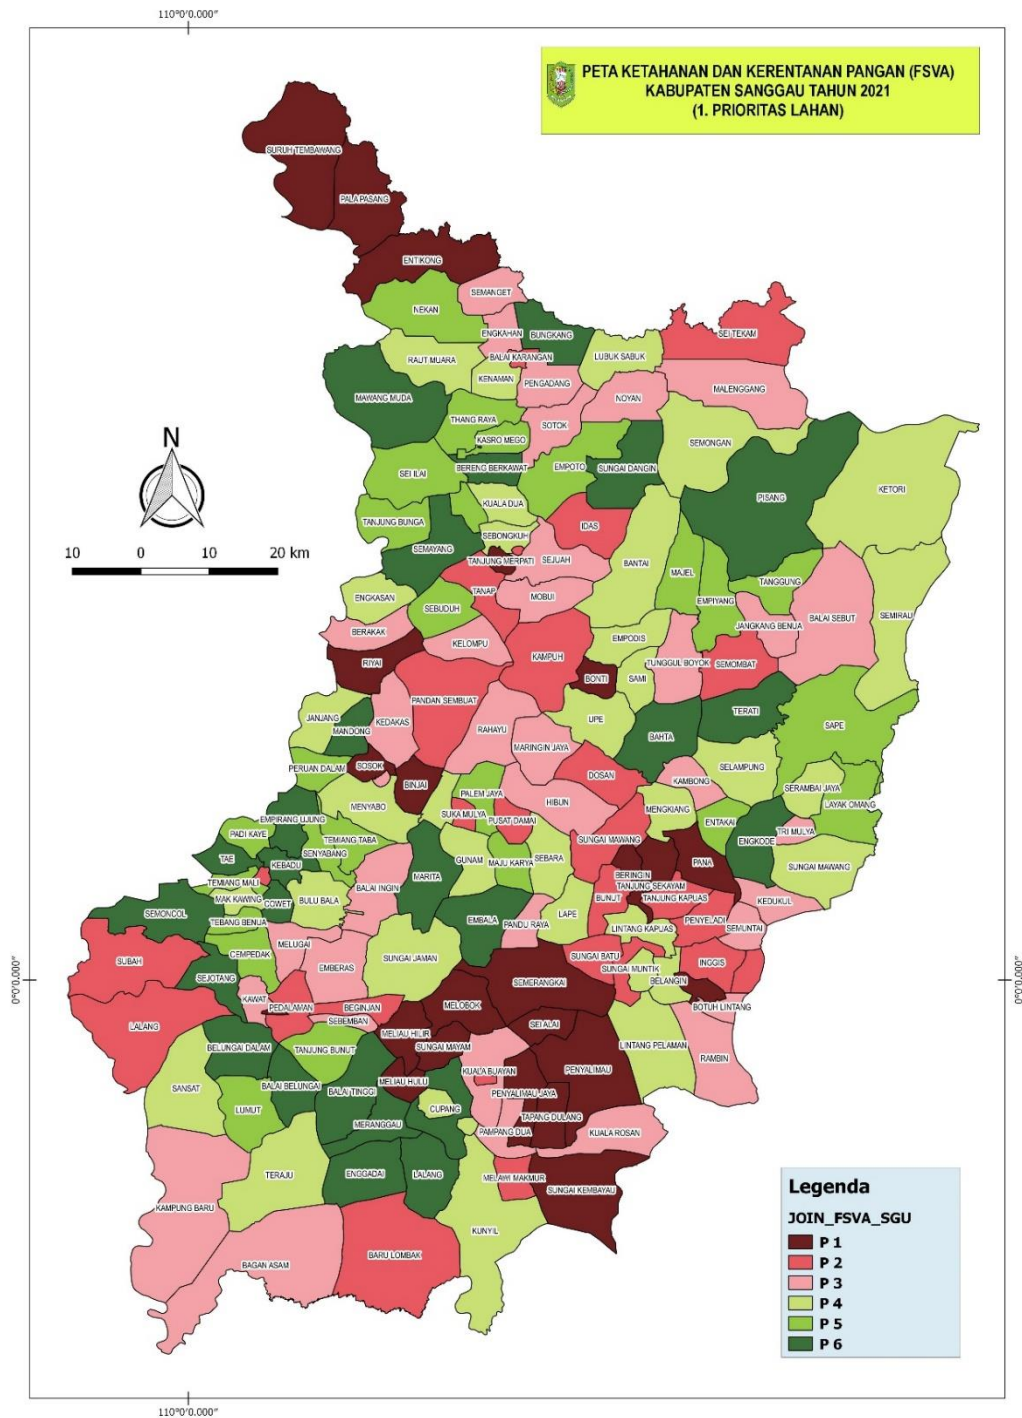 110°0'0.000"
PETA KETAHANAN DAN KERENTANAN PANGAN (FSVA)
KABUPATEN SANGGAU TAHUN 2021
(1. PRIORITAS LAHAN)
SURUH TEMBAWANG
PALA PASANG
ENTIKONG
SEMANGET
NEKAN
ENGKAHAN
BUNGKANG
SEI TEKAM
RAUT MUARA
BALAI KARANGAN
LUBUK SABUK
KENAMAN
PENGADANG
MALENGGANG
MAWANG MUDA
NOYAN
THANG RAYA
SOTOK
KASRO MEGO
SEMONGAN
N
BERENG BERKAWAT
EMPOTO
SUNGAI DANGIN
SEI ILAI
PISANG
KETORI
KUALA DUA
TANJUNG BUNGA
IDAS
SEBONGKUH
SEMAYANG
10 0 10 20 km
TANJUNG MERPATI
SEJUAH
BANTAI
MAJEL
TANGGUNG
TANAP
MOBUI
ENGKASAN
EMPIYANG
SEBUDUH
BALAI SEBUT
SEMIRAU
JANGKANG BENUA
BERAKAK
EMPODIS
KELOMPU
KAMPUH
RIYAI
TUNGGUL BOYOK
SEMOMBAT
BONTI
SAMI
PANDAN SEMBUAT
TERATI
JANJANG
KEDAKAS
UPE
SAPE
MANDONG
RAHAYU
BAHTA
MARINGIN JAYA
SOSOK
SELAMPUNG
PERUAN DALAM
DOSAN
BINJAI
KAMBONG
SERAMBAI JAYA
PALEM JAYA
HIBUN
MENYABO
MENGKIANG
LAYAK OMANG
SUKA MULYA
EMPIRANG UJUNG
PUSAT DAMAI
ENTAKAI
PADI KAYE
TEMIANG TABA
SUNGAI MAWANG
ENGKODE
TRI MULYA
SENYABANG
TAE
KEBADU
GUNAM
MAJU KARYA
SEBARA
PANA
BALAI INGIN
MARITA
SUNGAI MAWANG
BERINGIN
TEMIANG MALI
TANJUNG SEKAYAM
MAK KAWING
BULU BALA
BUNUT
TANJUNG KAPUAS
KEDUKUL
COWET
SEMONCOL
LAPE
TEBANG BENUA
EMBALA
PENYELADI
PANDU RAYA
LINTANG KAPUAS
SEMUNTAI
MELUGAI
CEMPEDAK
SUNGAI JAMAN
SUBAH
SUNGAI BATU
EMBERAS
INGGIS
SUNGAI MUNTIK
SEJOTANG
SEMERANGKAI
BELANGIN
0°0'0.000"
0°0'0.000"
KAWAT
PEDALAMAN
BEGINJAN
MELOBOK
BOTUH LINTANG
SEBEMBAN
LALANG
SEI ALAI
MELIAU HILIR
SUNGAI MAYAM
LINTANG PELAMAN
BELUNGAI DALAM
TANJUNG BUNUT
RAMBIN
KUALA BUAYAN
PENYALIMAU
MELIAU HULU
BALAI BELUNGAI
SANSAT
BALAI TINGGI
PENYALIMAU JAYA
LUMUT
CUPANG
TAPANG DULANG
MERANGGAU
PAMPANG DUA
KUALA ROSAN
TERAJU
ENGGADAI
LALANG
MELAWI MAKMUR
SUNGAI KEMBAYAU
KAMPUNG BARU
KUNYIL
BARU LOMBAK
BAGAN ASAM
Legenda
JOIN_FSVA_SGU
P 1
P 2
P 3
P 4
P 5
P 6
110°0'0.000"